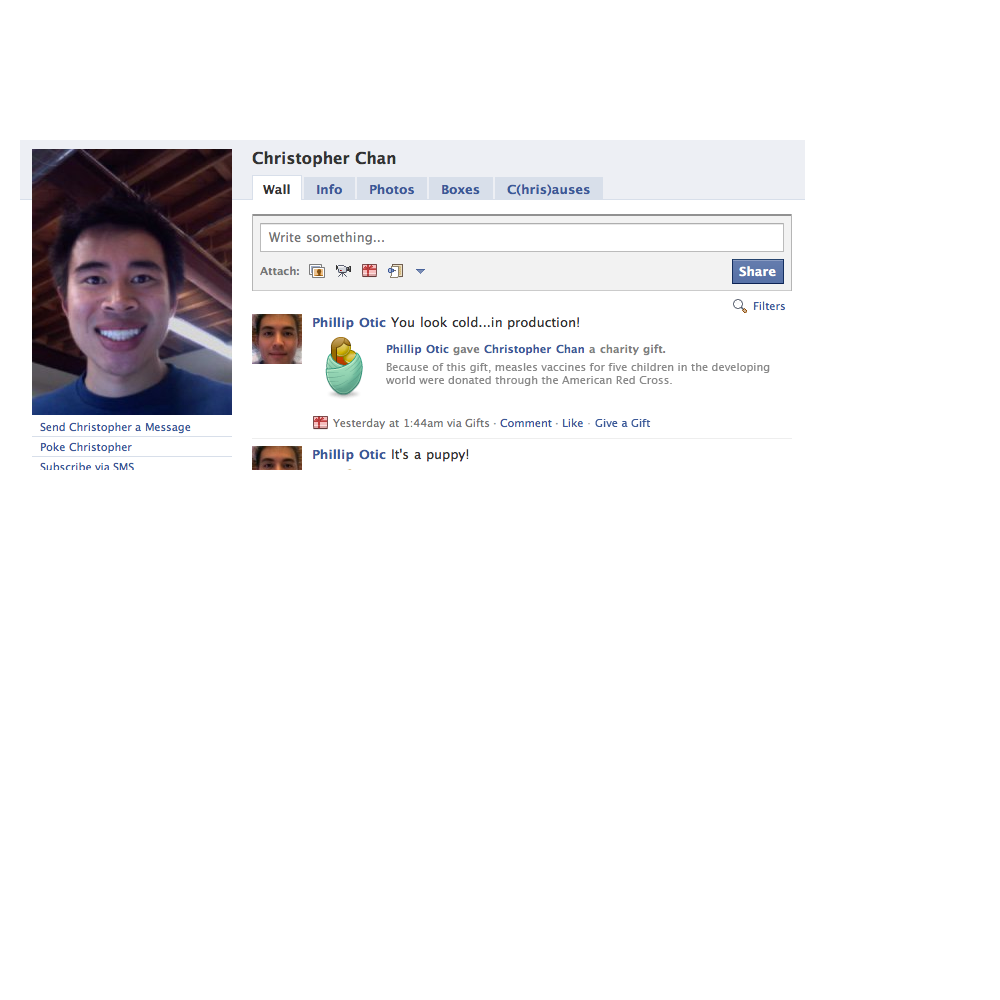 Christopher Chan
Wall Info Photos Boxes C(hris)auses
Write something...
Attach: Share
Filters
Phillip Otic You look cold...in production!
Phillip Otic gave Christopher Chan a charity gift.
Because of this gift, measles vaccines for five children in the developing
world were donated through the American Red Cross.
Yesterday at 1:44am via Gifts · Comment · Like · Give a Gift
Phillip Otic It's a puppy!
Send Christopher a Message
Poke Christopher
Subscribe via SMS